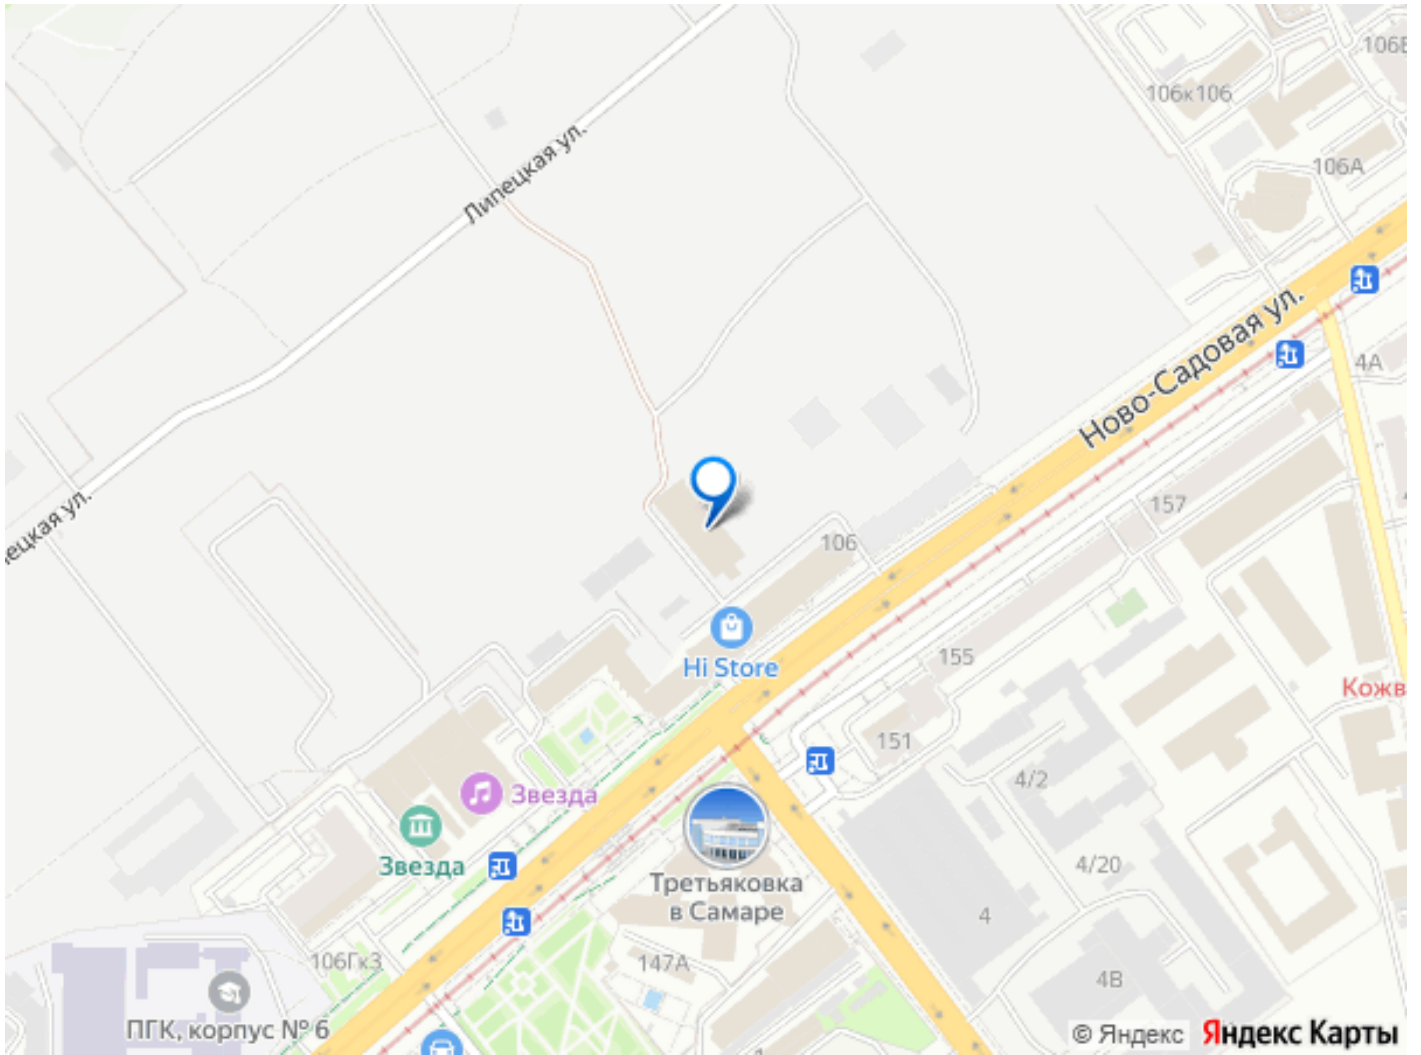 106Б
106к106
106А
Липецкая ул.
Ново-Садовая ул.
4А
ецкая ул.
157
106
Hi Store
155
Кожв
151
4/2
Звезда
Звезда
4/20
Третьяковка
в Самаре
4
106Гк3
147А
4В
ПГК, корпус № 6
© Яндекс Яндекс Карты